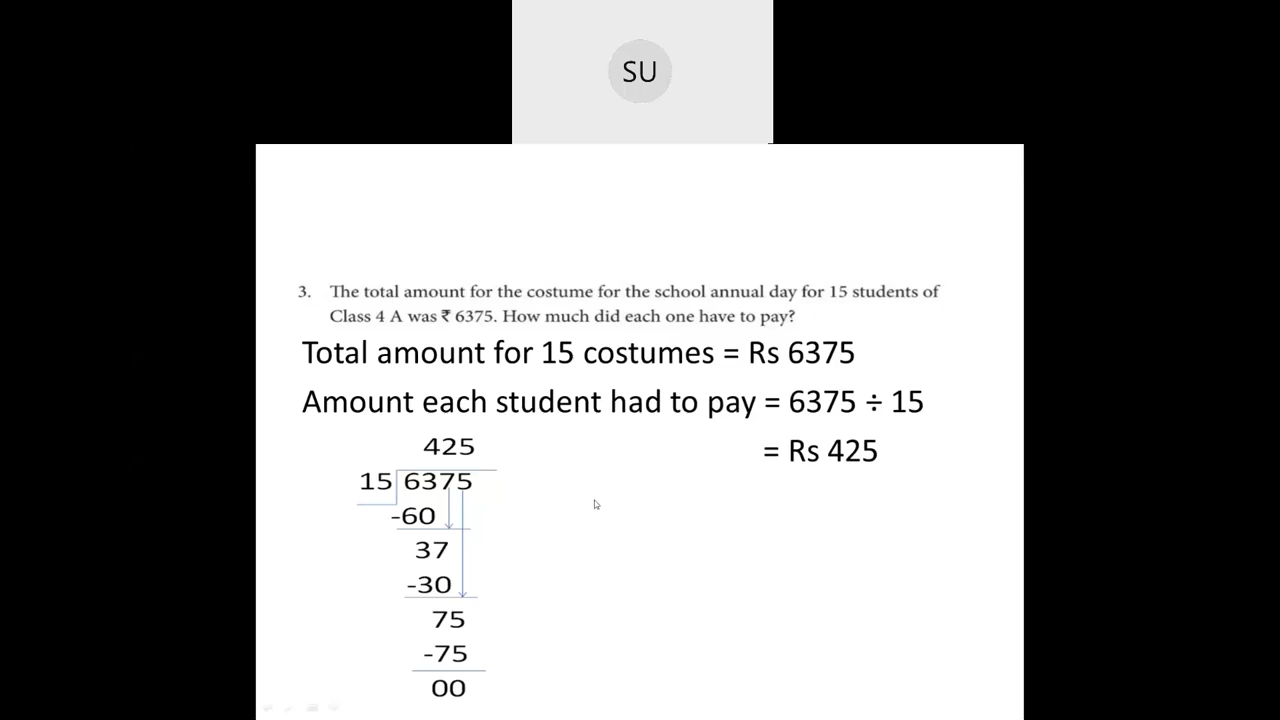 SU
3. The total amount for the costume for the school annual day for 15 students of
Class 4 A was ₹ 6375. How much did each one have to pay?
Total amount for 15 costumes = Rs 6375
Amount each student had to pay = 6375 ÷ 15
= Rs 425
425
15 6375
-60
37
-30
75
-75
00